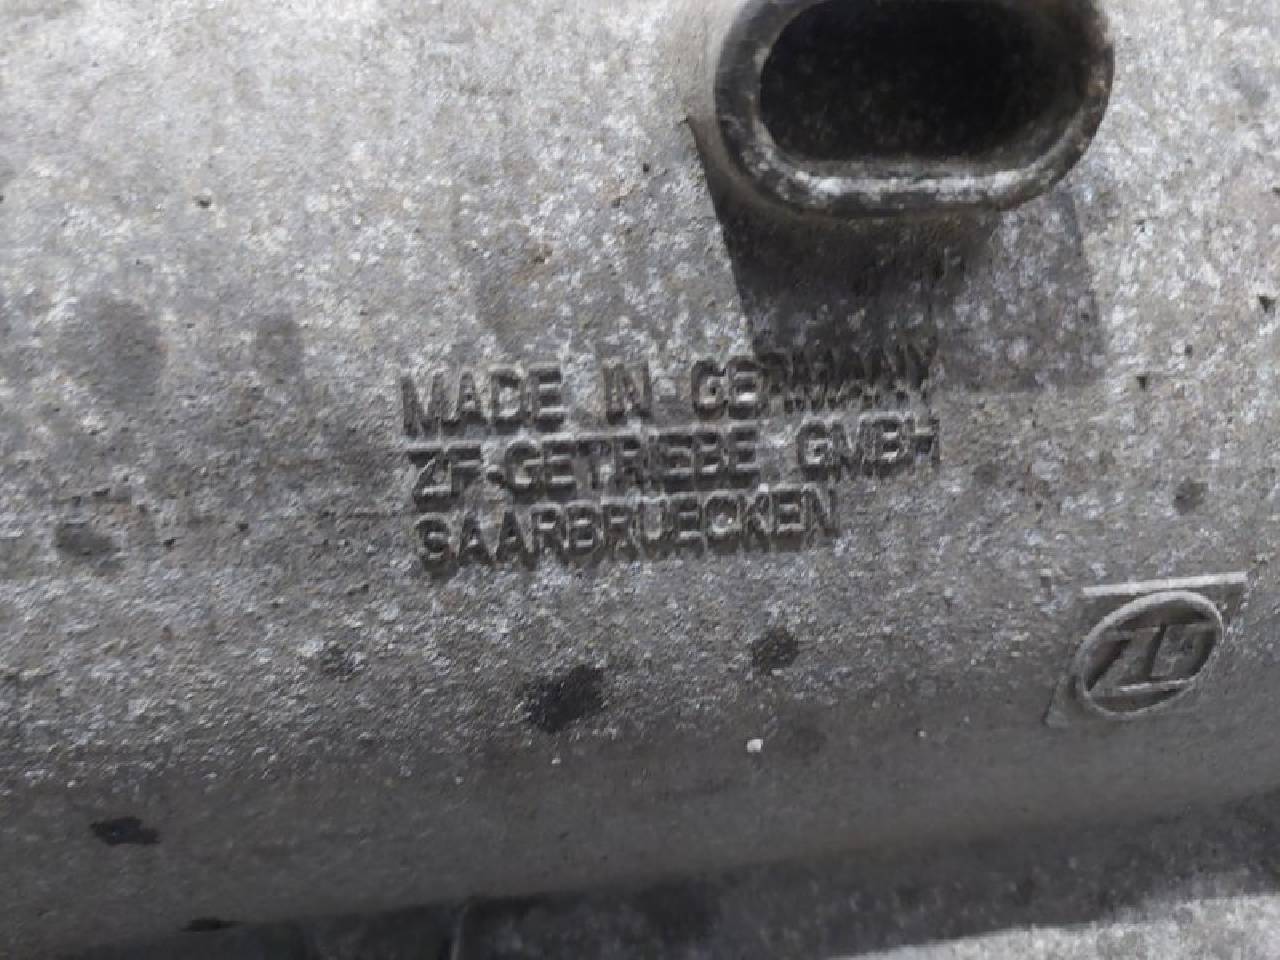 MADE IN GERMANY
ZF-GETRIEBE GMBH
SAARBRUECKEN
ZF